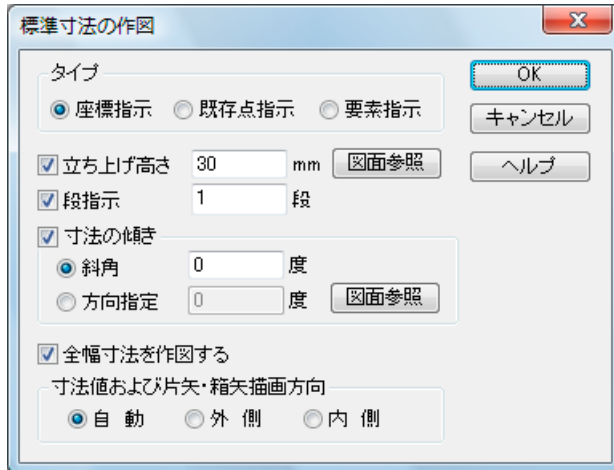 標準寸法の作図
タイプ
座標指示 既存点指示 要素指示
OK
キャンセル
ヘルプ
立ち上げ高さ 30 mm 図面参照
段指示 1 段
寸法の傾き
斜角 0 度
方向指定 0 度 図面参照
全幅寸法を作図する
寸法値および片矢・箱矢描画方向
自 動 外 側 内 側